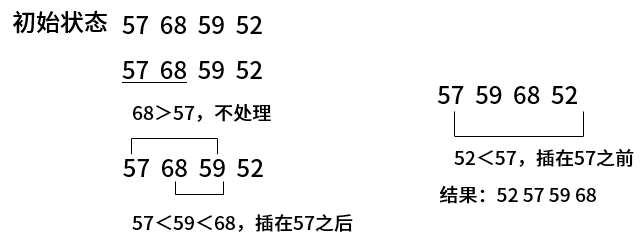 初始状态 57 68 59 52
57 68 59 52
68＞57，不处理
57 68 59 52
57＜59＜68，插在57之后
57 59 68 52
52＜57，插在57之前
结果：52 57 59 68